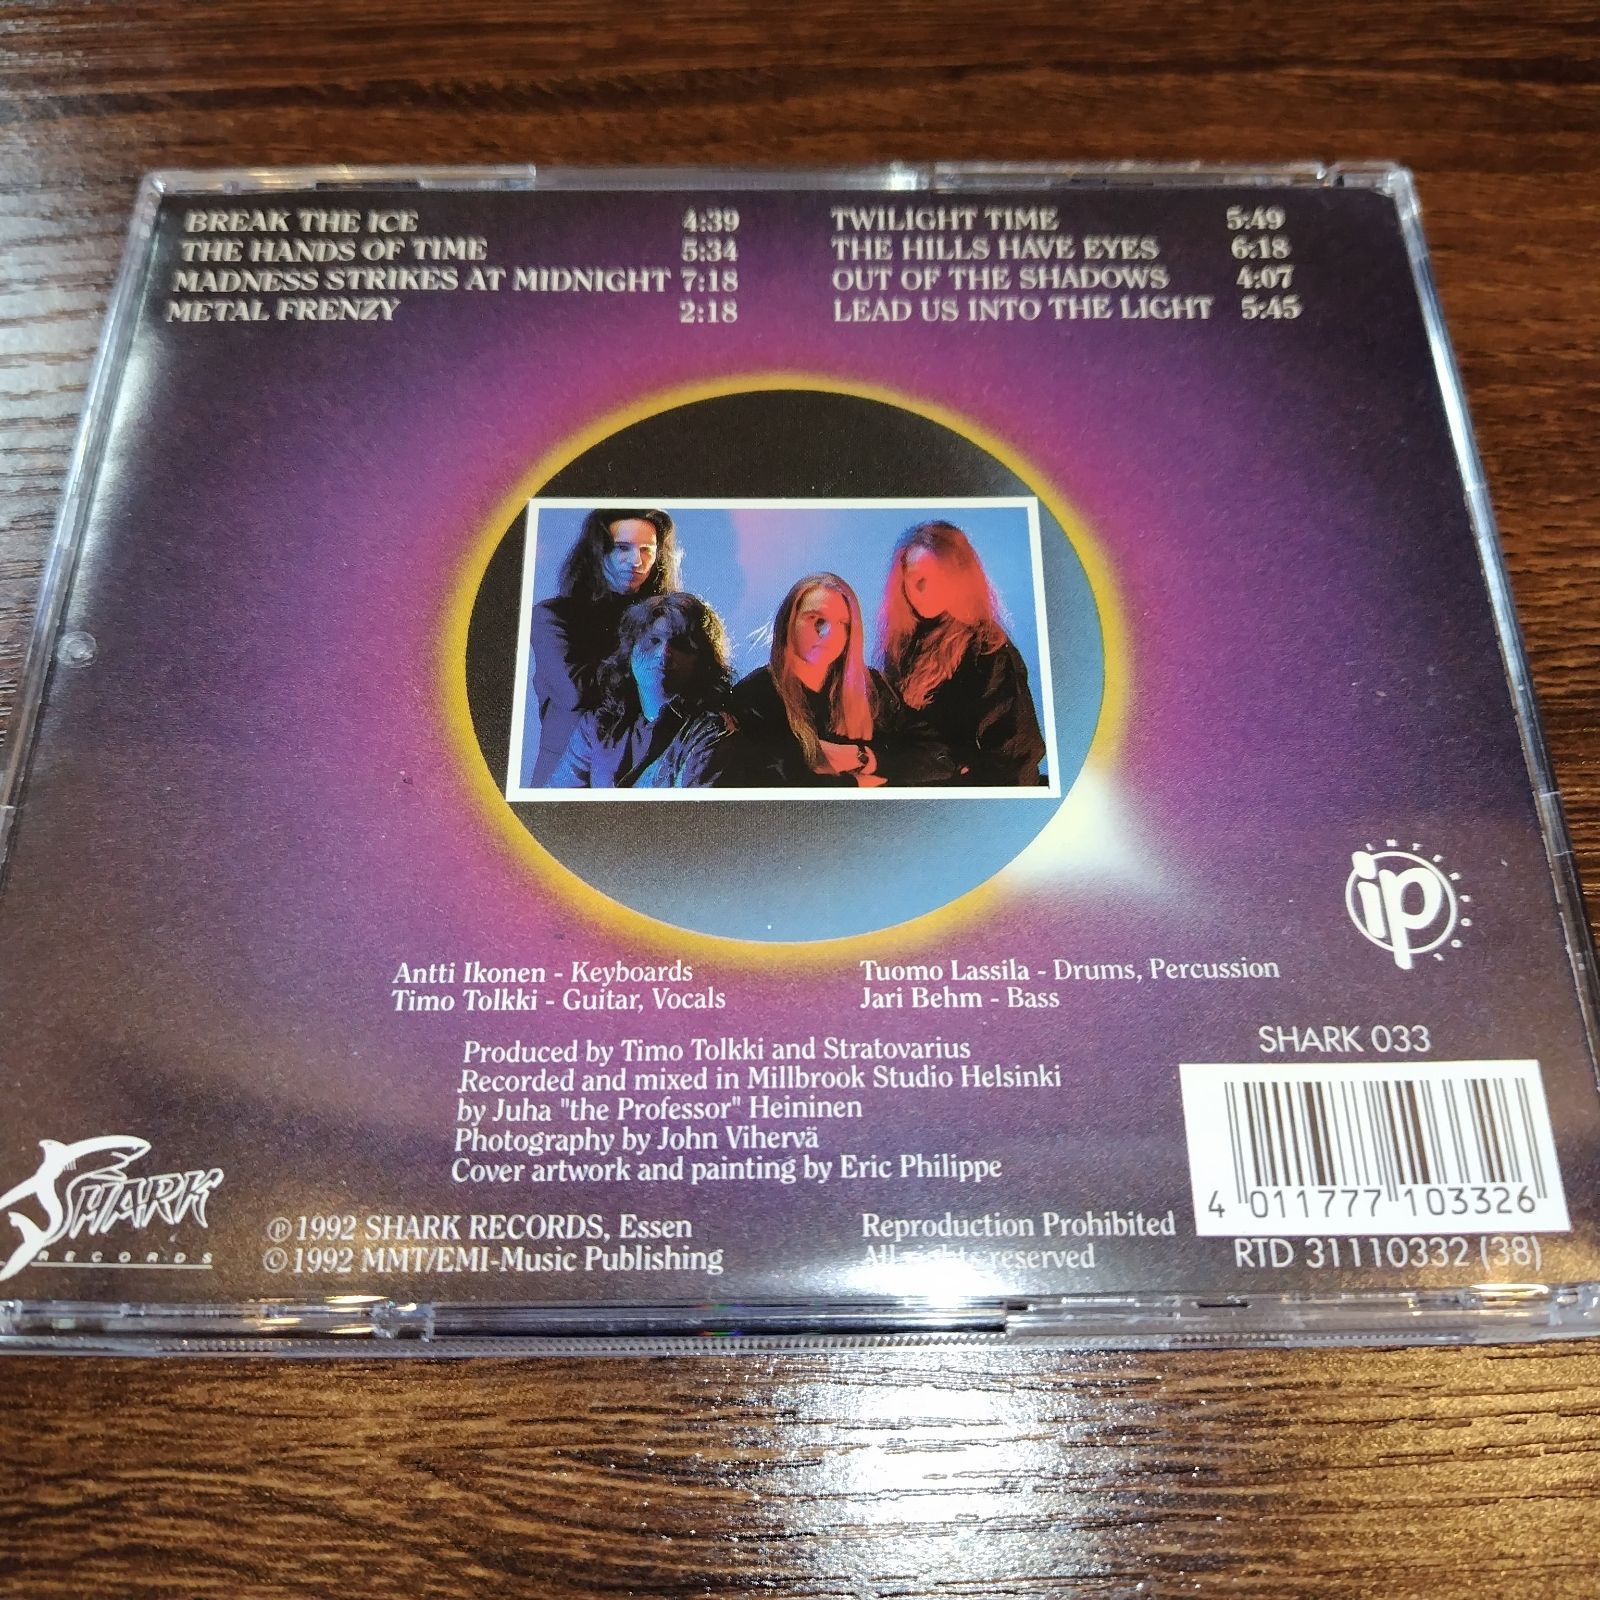 BREAK THE ICE 4:39
THE HANDS OF TIME 5:34
MADNESS STRIKES AT MIDNIGHT 7:18
METAL FRENZY 2:18
TWILIGHT TIME 5:49
THE HILLS HAVE EYES 6:18
OUT OF THE SHADOWS 4:07
LEAD US INTO THE LIGHT 5:45
ip
Antti Ikonen - Keyboards
Timo Tolkki - Guitar, Vocals
Tuomo Lassila - Drums, Percussion
Jari Behm - Bass
Produced by Timo Tolkki and Stratovarius
Recorded and mixed in Millbrook Studio Helsinki
by Juha "the Professor" Heininen
Photography by John Vihervä
Cover artwork and painting by Eric Philippe
SHARK 033
4 011777 103326
RTD 31110332 (38)
SHARK
RECORDS
℗ 1992 SHARK RECORDS, Essen
© 1992 MMT/EMI-Music Publishing
Reproduction Prohibited
All rights reserved